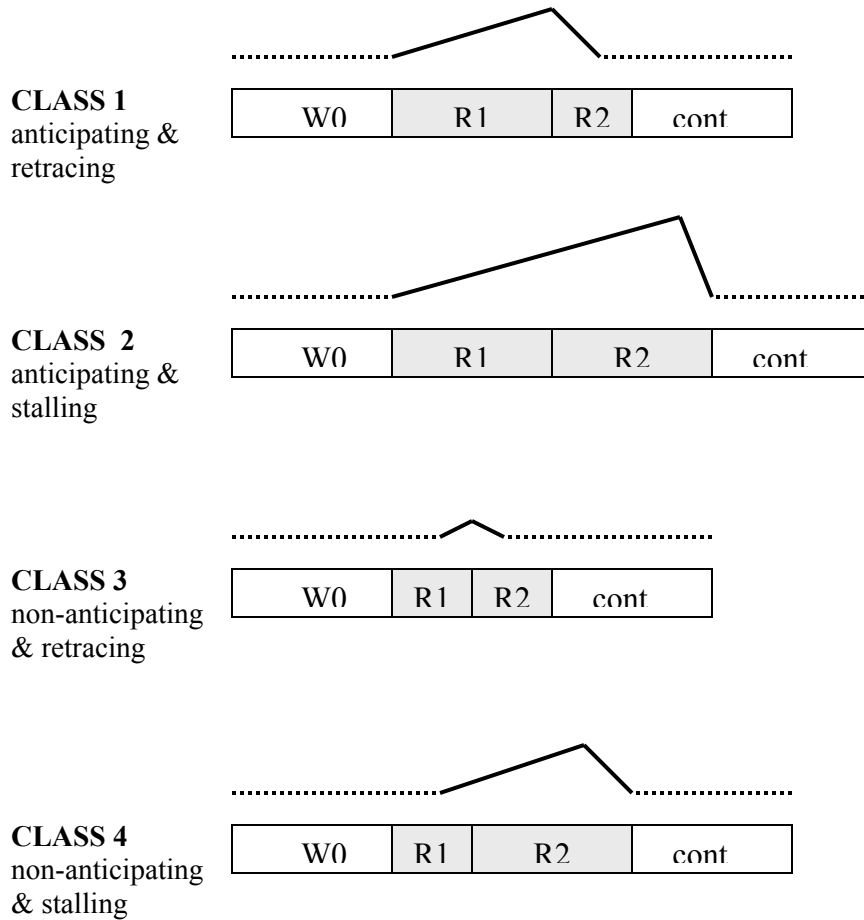 CLASS 1
anticipating &
retracing
W0 R1 R2 cont
CLASS 2
anticipating &
stalling
W0 R1 R2 cont
CLASS 3
non-anticipating
& retracing
W0 R1 R2 cont
CLASS 4
non-anticipating
& stalling
W0 R1 R2 cont